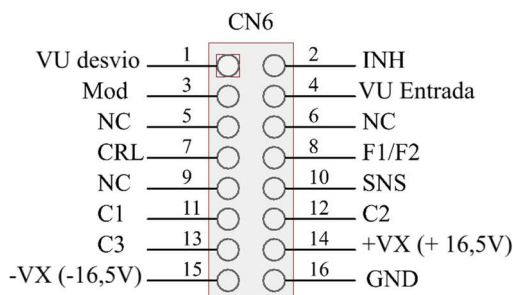 CN6
VU desvio 1 2 INH
Mod 3 4 VU Entrada
NC 5 6 NC
CRL 7 8 F1/F2
NC 9 10 SNS
C1 11 12 C2
C3 13 14 +VX (+ 16,5V)
-VX (-16,5V) 15 16 GND